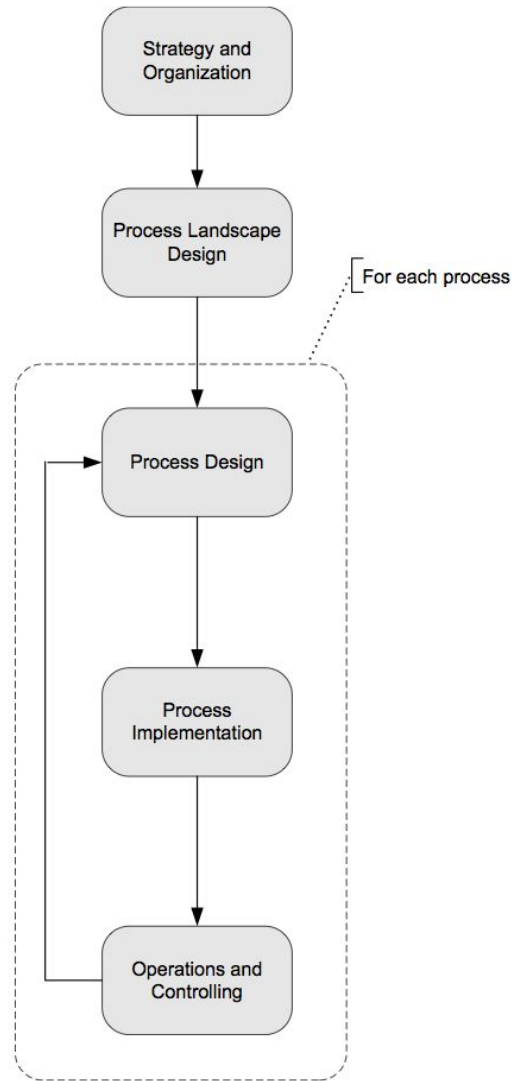 Strategy and
Organization
Process Landscape
Design
For each process
Process Design
Process
Implementation
Operations and
Controlling